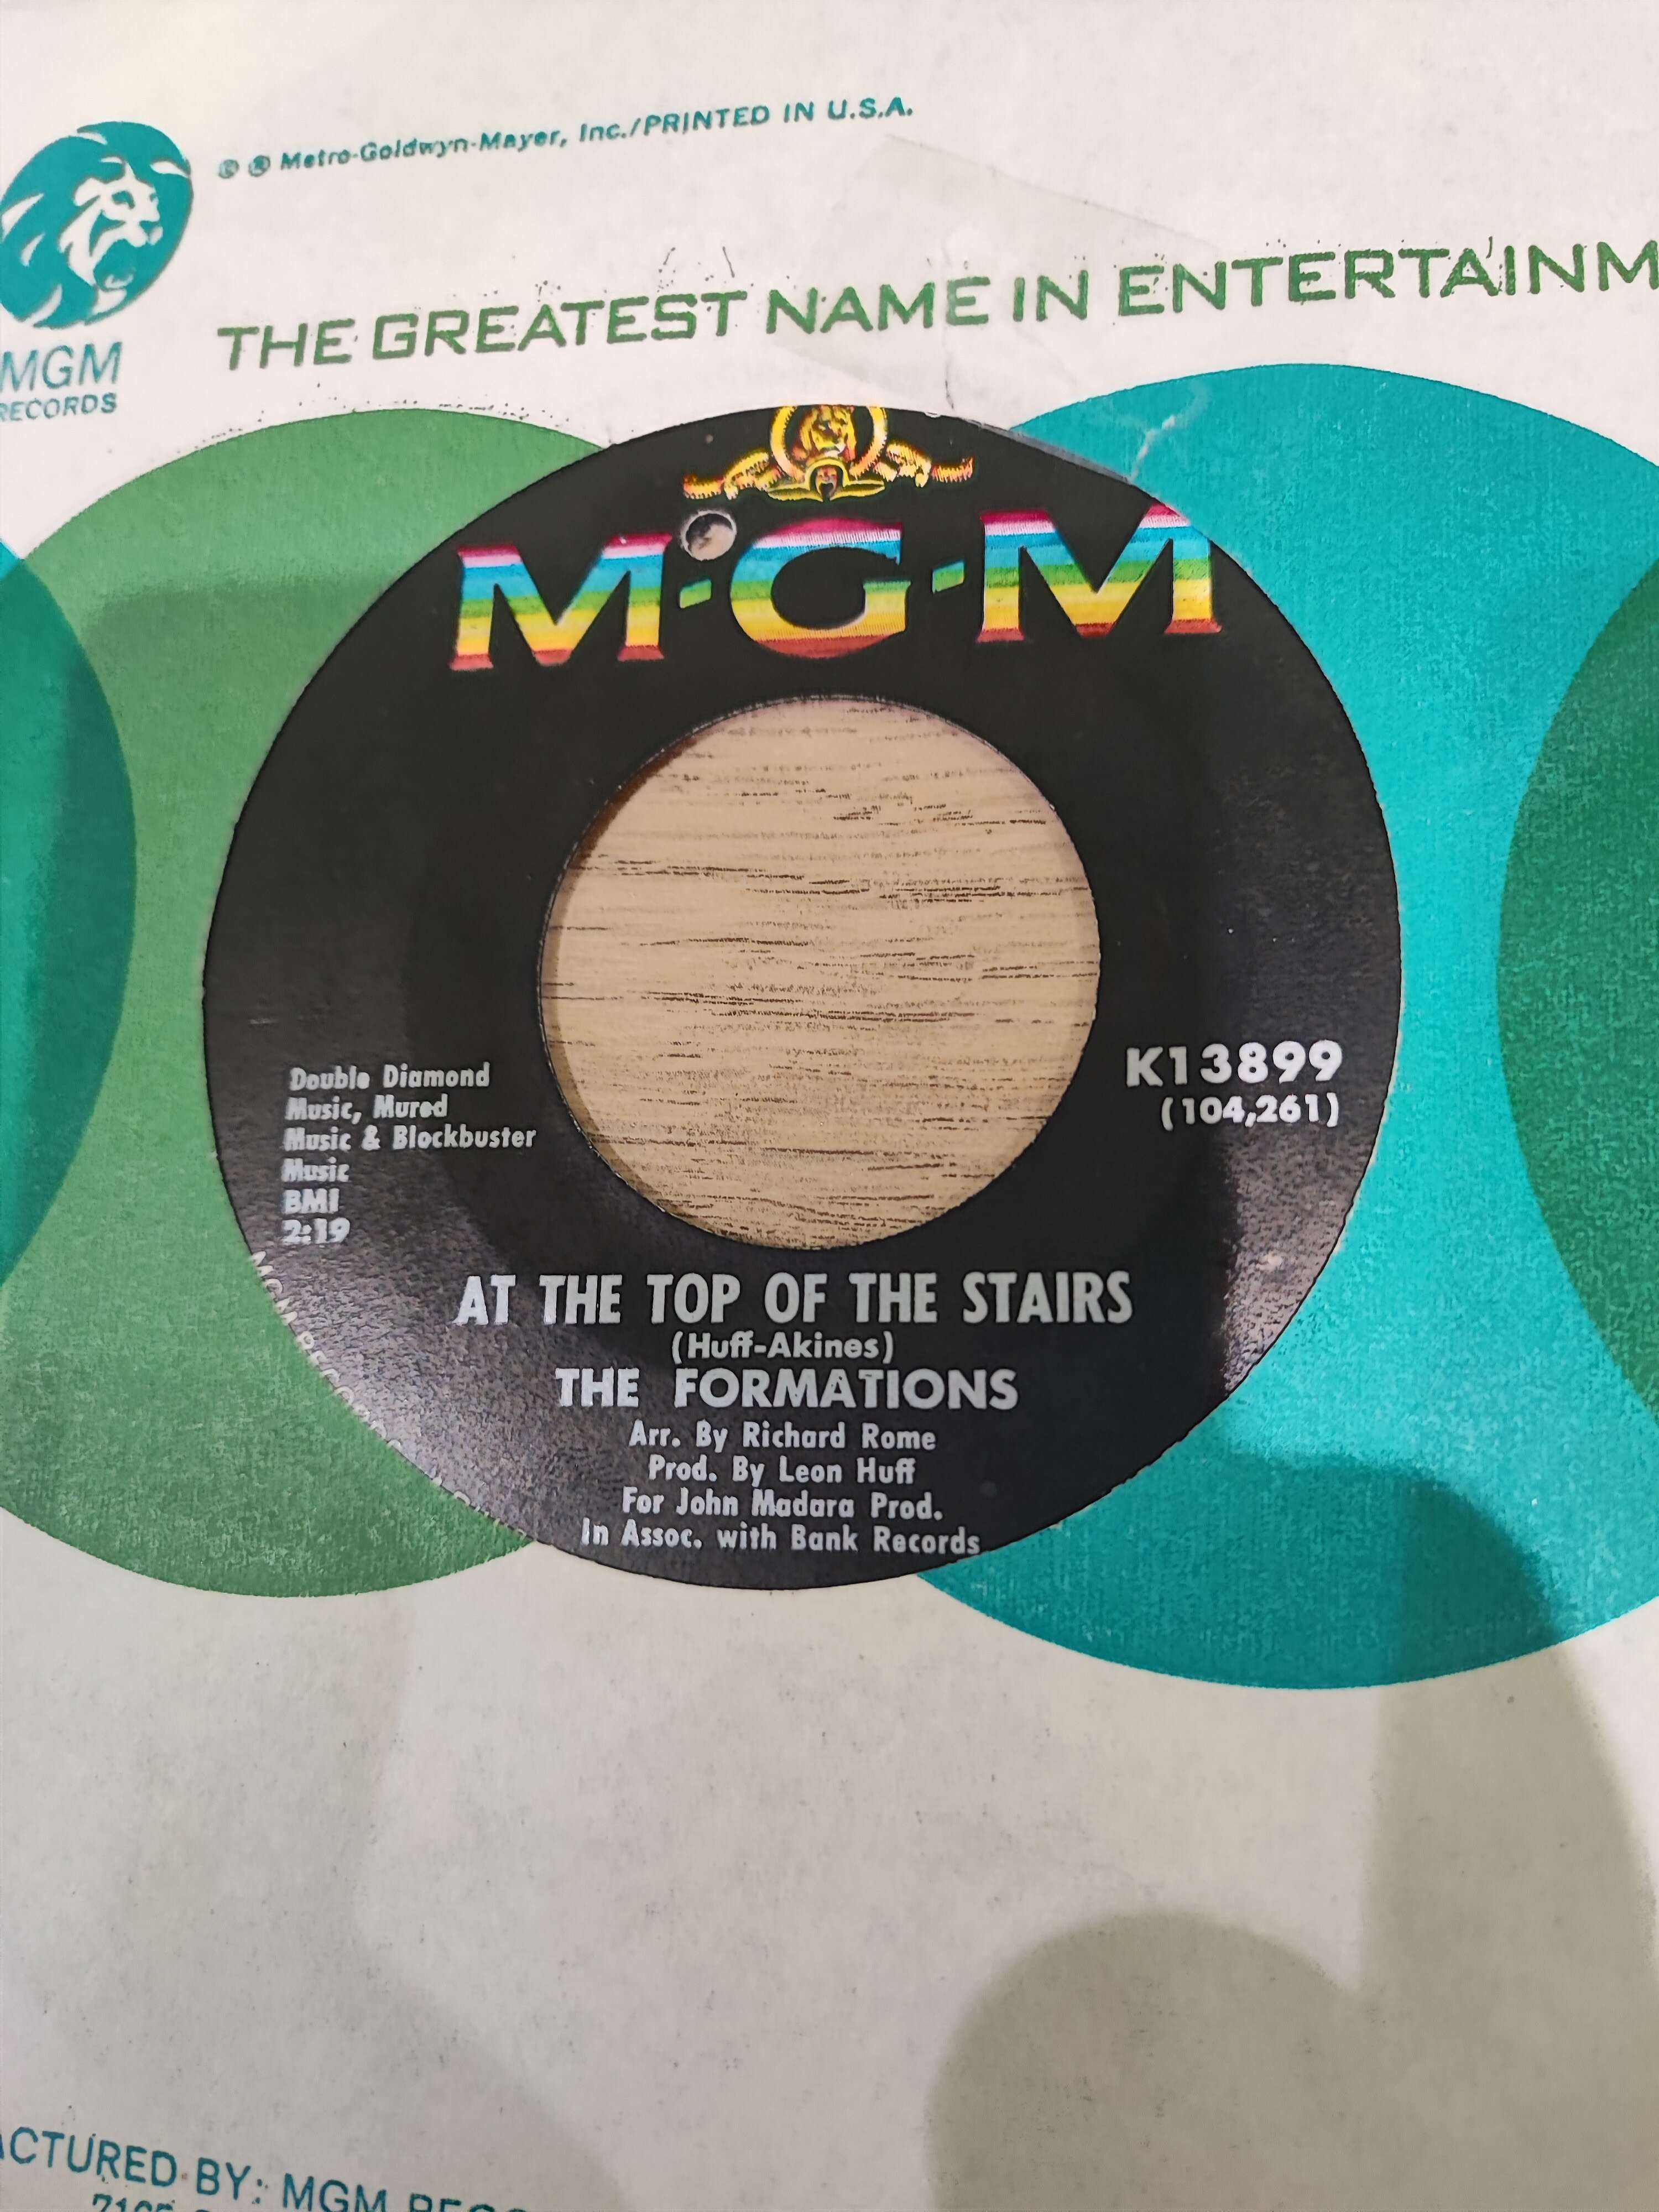 © ® Metro-Goldwyn-Mayer, Inc./PRINTED IN U.S.A.
THE GREATEST NAME IN
MGM
RECORDS
M-G-M
Double Diamond
Music, Mured
Music & Blockbuster
Music
BMI
2:19
K13899
(104,261)
AT THE TOP OF THE STAIRS
(Huff-Akines)
THE FORMATIONS
Arr. By Richard Rome
Prod. By Leon Huff
For John Madara Prod.
In Assoc. with Bank Records
BY: MGM